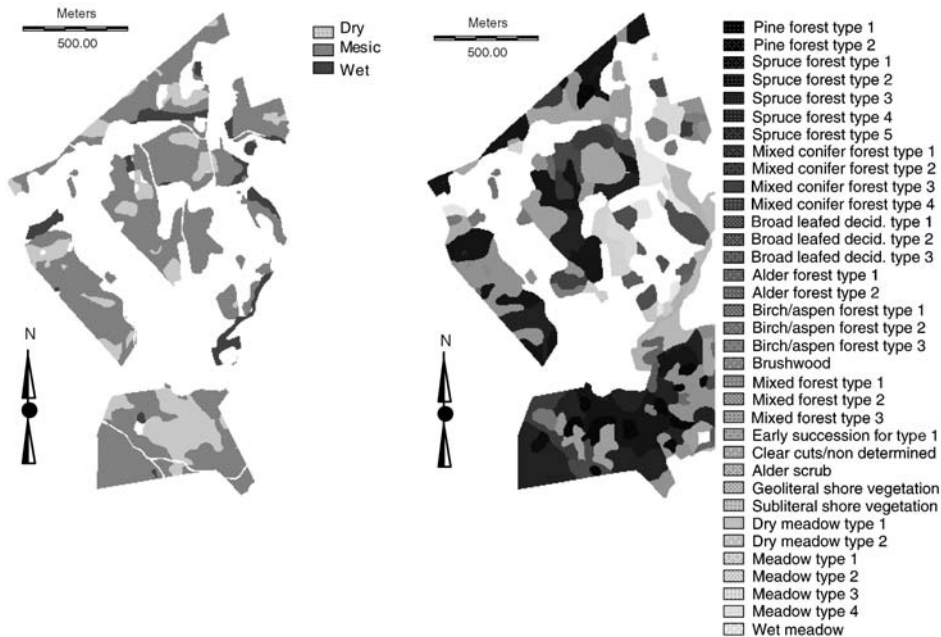 Meters
500.00
Dry
Mesic
Wet
N
Meters
500.00
N
Pine forest type 1
Pine forest type 2
Spruce forest type 1
Spruce forest type 2
Spruce forest type 3
Spruce forest type 4
Spruce forest type 5
Mixed conifer forest type 1
Mixed conifer forest type 2
Mixed conifer forest type 3
Mixed conifer forest type 4
Broad leafed decid. type 1
Broad leafed decid. type 2
Broad leafed decid. type 3
Alder forest type 1
Alder forest type 2
Birch/aspen forest type 1
Birch/aspen forest type 2
Birch/aspen forest type 3
Brushwood
Mixed forest type 1
Mixed forest type 2
Mixed forest type 3
Early succession for type 1
Clear cuts/non determined
Alder scrub
Geoliteral shore vegetation
Subliteral shore vegetation
Dry meadow type 1
Dry meadow type 2
Meadow type 1
Meadow type 2
Meadow type 3
Meadow type 4
Wet meadow